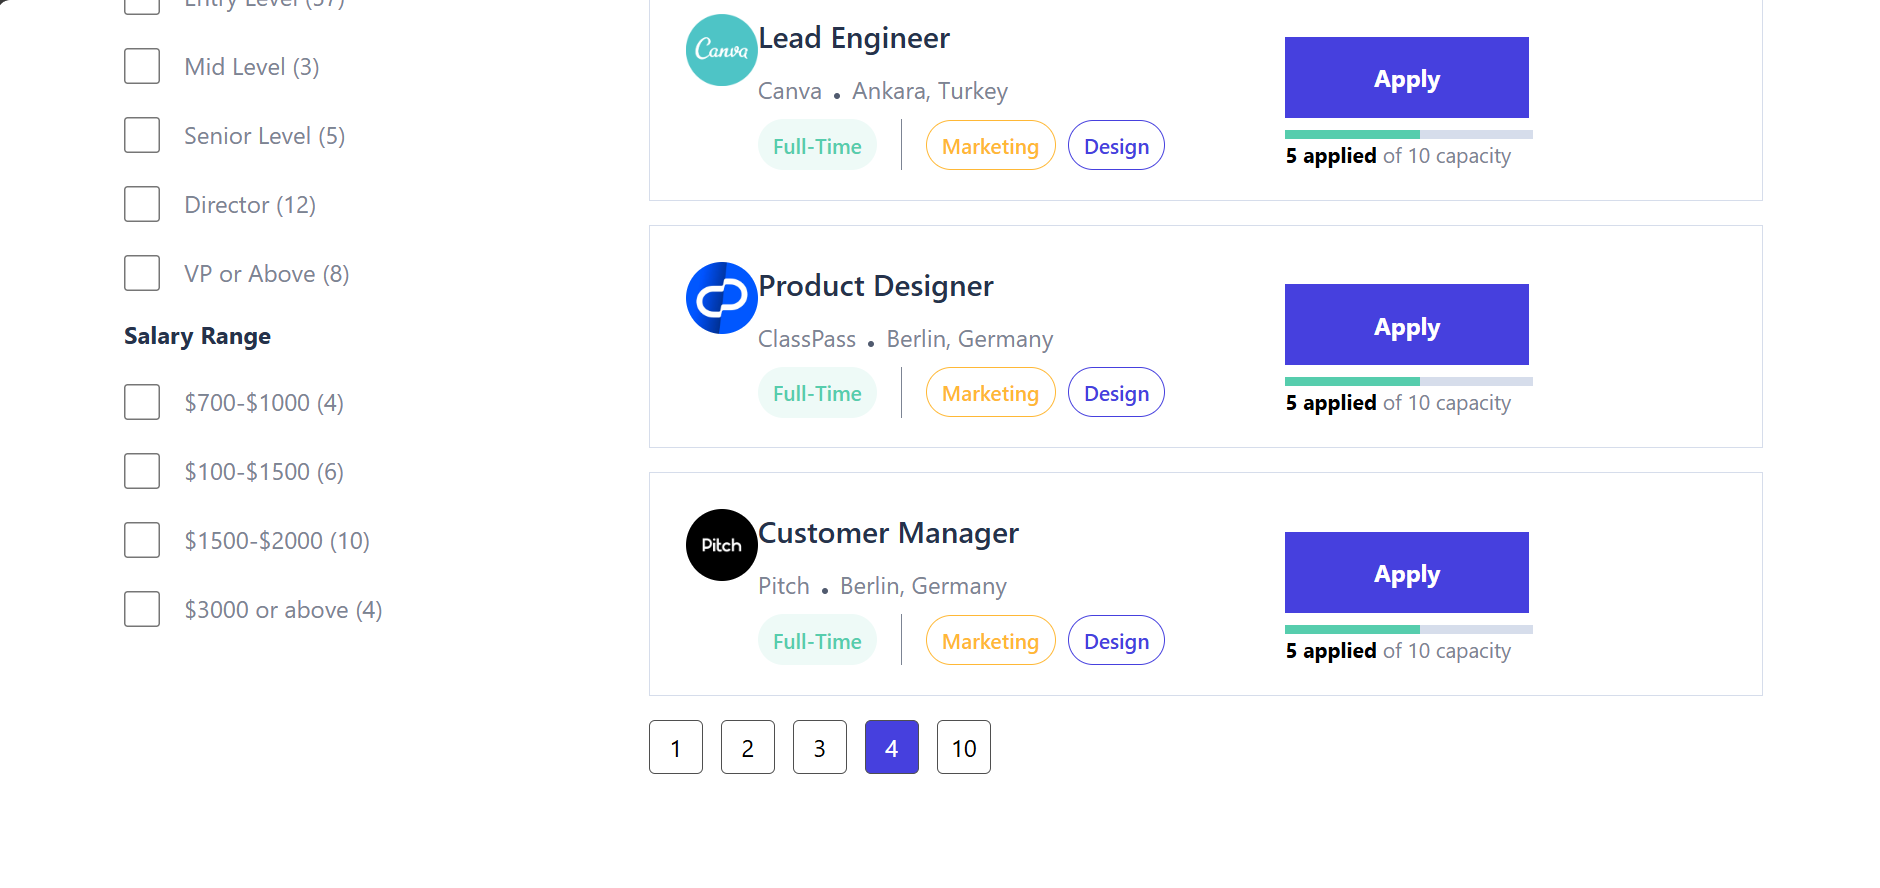 Entry Level (57)
Mid Level (3)
Senior Level (5)
Director (12)
VP or Above (8)
Salary Range
$700-$1000 (4)
$100-$1500 (6)
$1500-$2000 (10)
$3000 or above (4)
Canva
Lead Engineer
Canva • Ankara, Turkey
Full-Time
Marketing
Design
Apply
5 applied of 10 capacity
Product Designer
ClassPass • Berlin, Germany
Full-Time
Marketing
Design
Apply
5 applied of 10 capacity
Pitch
Customer Manager
Pitch • Berlin, Germany
Full-Time
Marketing
Design
Apply
5 applied of 10 capacity
1 2 3 4 10